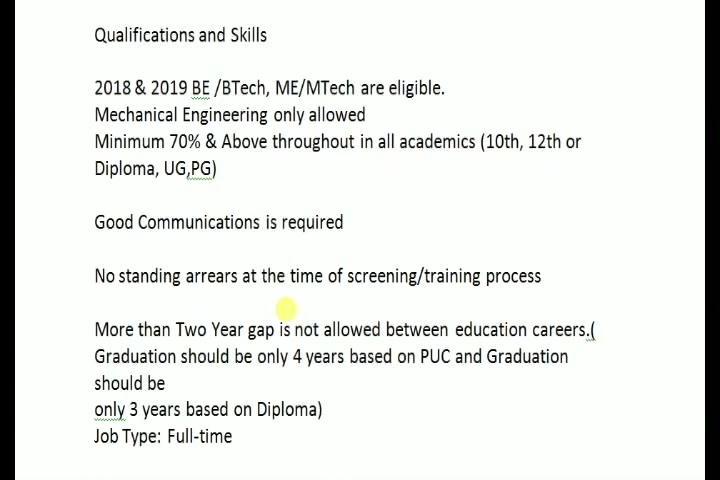 Qualifications and Skills
2018 & 2019 BE /BTech, ME/MTech are eligible.
Mechanical Engineering only allowed
Minimum 70% & Above throughout in all academics (10th, 12th or
Diploma, UG,PG)
Good Communications is required
No standing arrears at the time of screening/training process
More than Two Year gap is not allowed between education careers.(
Graduation should be only 4 years based on PUC and Graduation
should be
only 3 years based on Diploma)
Job Type: Full-time